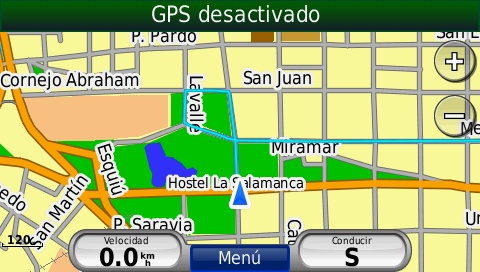 GPS desactivado
P. Pardo
San E
Cornejo Abraham
San Juan
Lavalle
Me
Miramar
Esquiú
Hostel La Salamanca
San Martín
edo
P. Saravia
Ca
Ur
120
Velocidad
0.0 km/h
Menú
Conducir
S